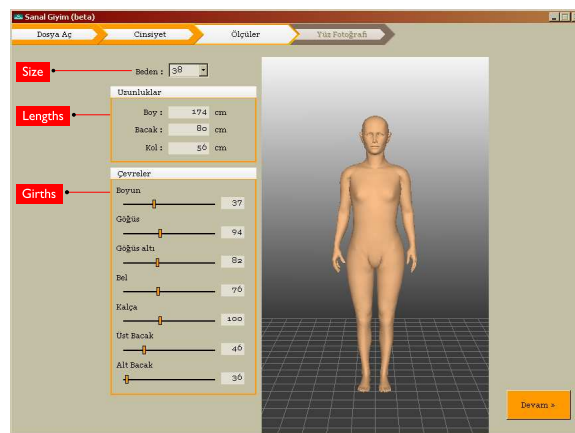 Sanal Giyim (beta)
Dosya Aç Cinsiyet Ölçüler Yüz Fotoğrafı
Size Beden : 38
Uzunluklar
Lengths
Boy : 174 cm
Bacak : 80 cm
Kol : 56 cm
Çevreler
Girths
Boyun
37
Göğüs
94
Göğüs altı
82
Bel
76
Kalça
100
Üst Bacak
46
Alt Bacak
36
Devam »